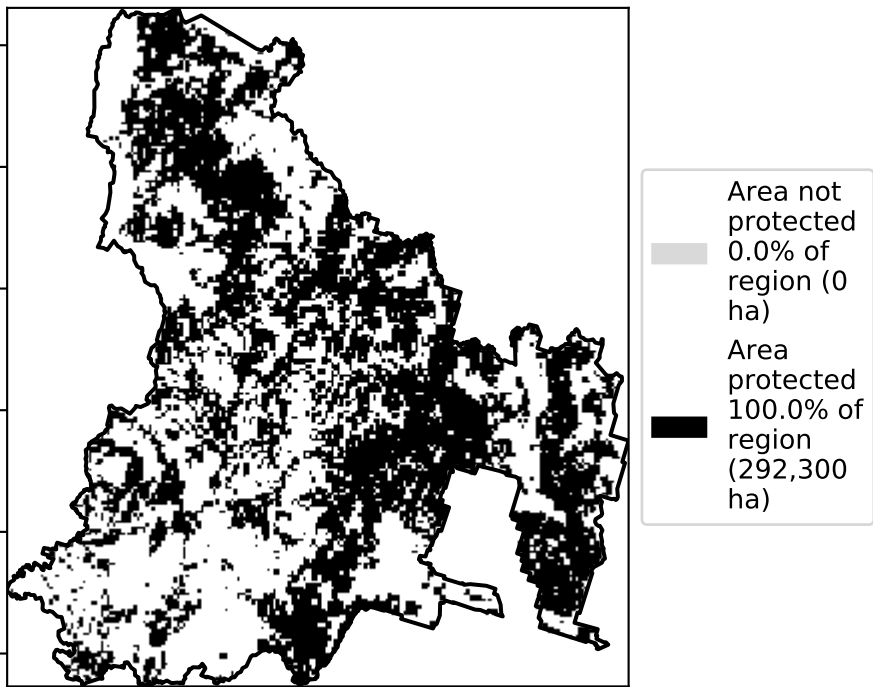 Area not
protected
0.0% of
region (0
ha)
Area
protected
100.0% of
region
(292,300
ha)